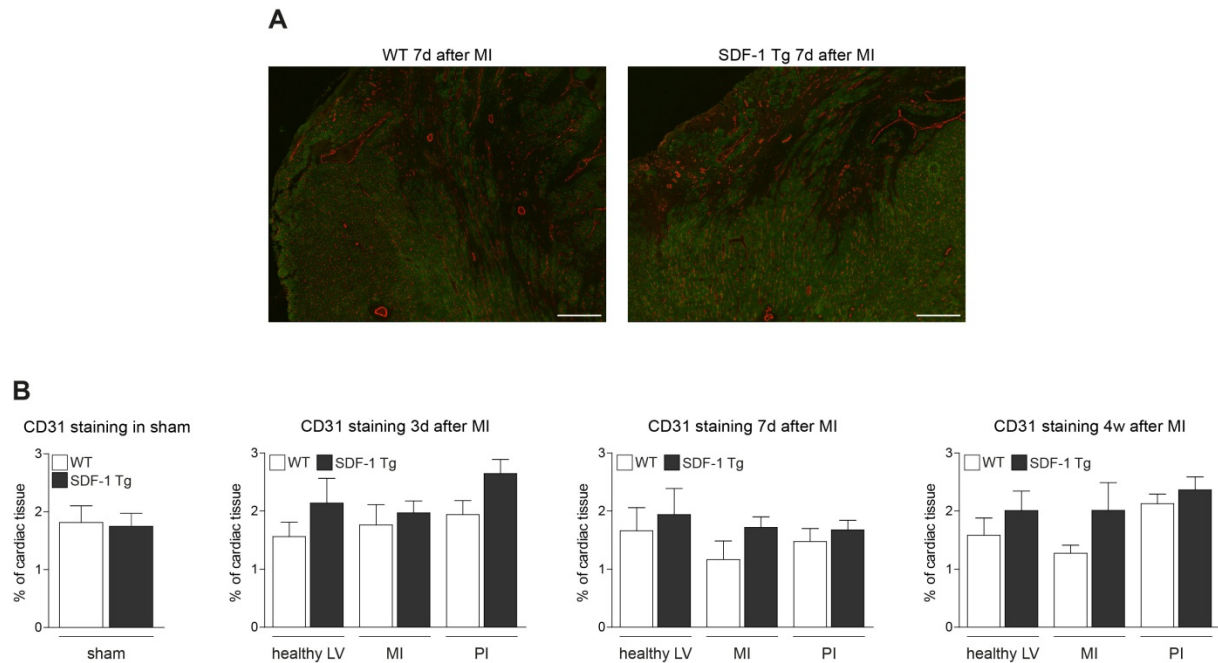 A
WT 7d after MI
SDF-1 Tg 7d after MI
B
CD31 staining in sham
3
2
1
0
% of cardiac tissue
WT
SDF-1 Tg
sham
CD31 staining 3d after MI
3
2
1
0
% of cardiac tissue
WT
SDF-1 Tg
healthy LV
MI
PI
CD31 staining 7d after MI
3
2
1
0
% of cardiac tissue
WT
SDF-1 Tg
healthy LV
MI
PI
CD31 staining 4w after MI
3
2
1
0
% of cardiac tissue
WT
SDF-1 Tg
healthy LV
MI
PI